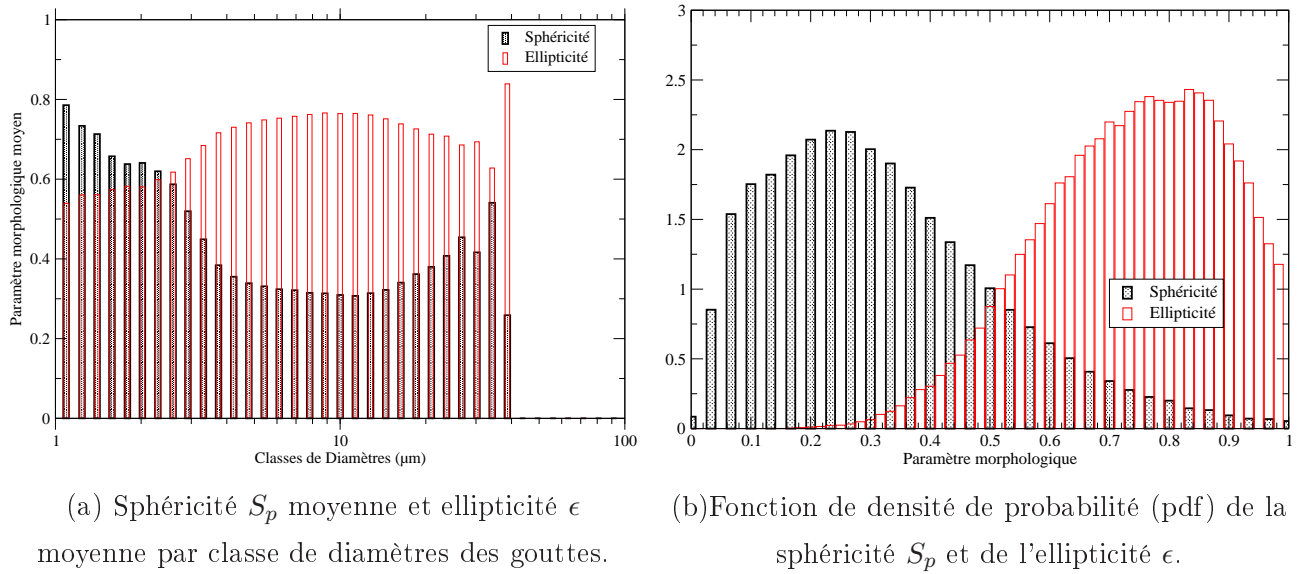 1
0.8
0.6
0.4
0.2
0
1
10
100
Paramètre morphologique moyen
Classes de Diamètres (µm)
Sphéricité
Ellipticité
3
2.5
2
1.5
1
0.5
0
0
0.1
0.2
0.3
0.4
0.5
0.6
0.7
0.8
0.9
1
Paramètre morphologique
Sphéricité
Ellipticité
(a) Sphéricité Sₚ moyenne et ellipticité ϵ
moyenne par classe de diamètres des gouttes.
(b)Fonction de densité de probabilité (pdf) de la
sphéricité Sₚ et de l'ellipticité ϵ.